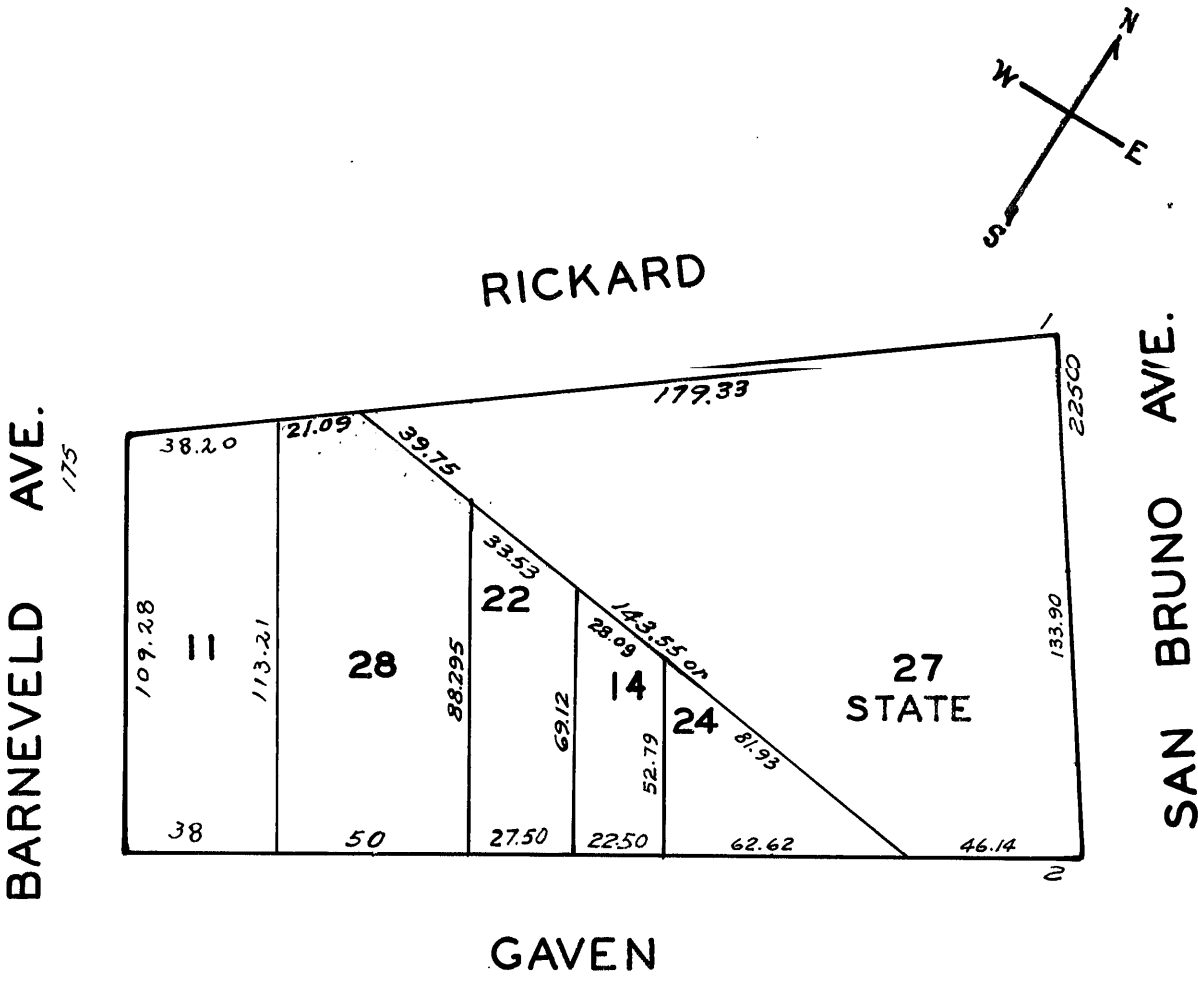 N
W
E
S
RICKARD
1
179.33
2250
38.20
21.09
39.75
BARNEVELD AVE.
175
SAN BRUNO AVE.
33.53
22
109.28
11
113.21
28
88.295
143.55 or
28.09
14
69.12
24
52.79
81.93
27
STATE
133.90
38
50
27.50
22.50
62.62
46.14
2
GAVEN